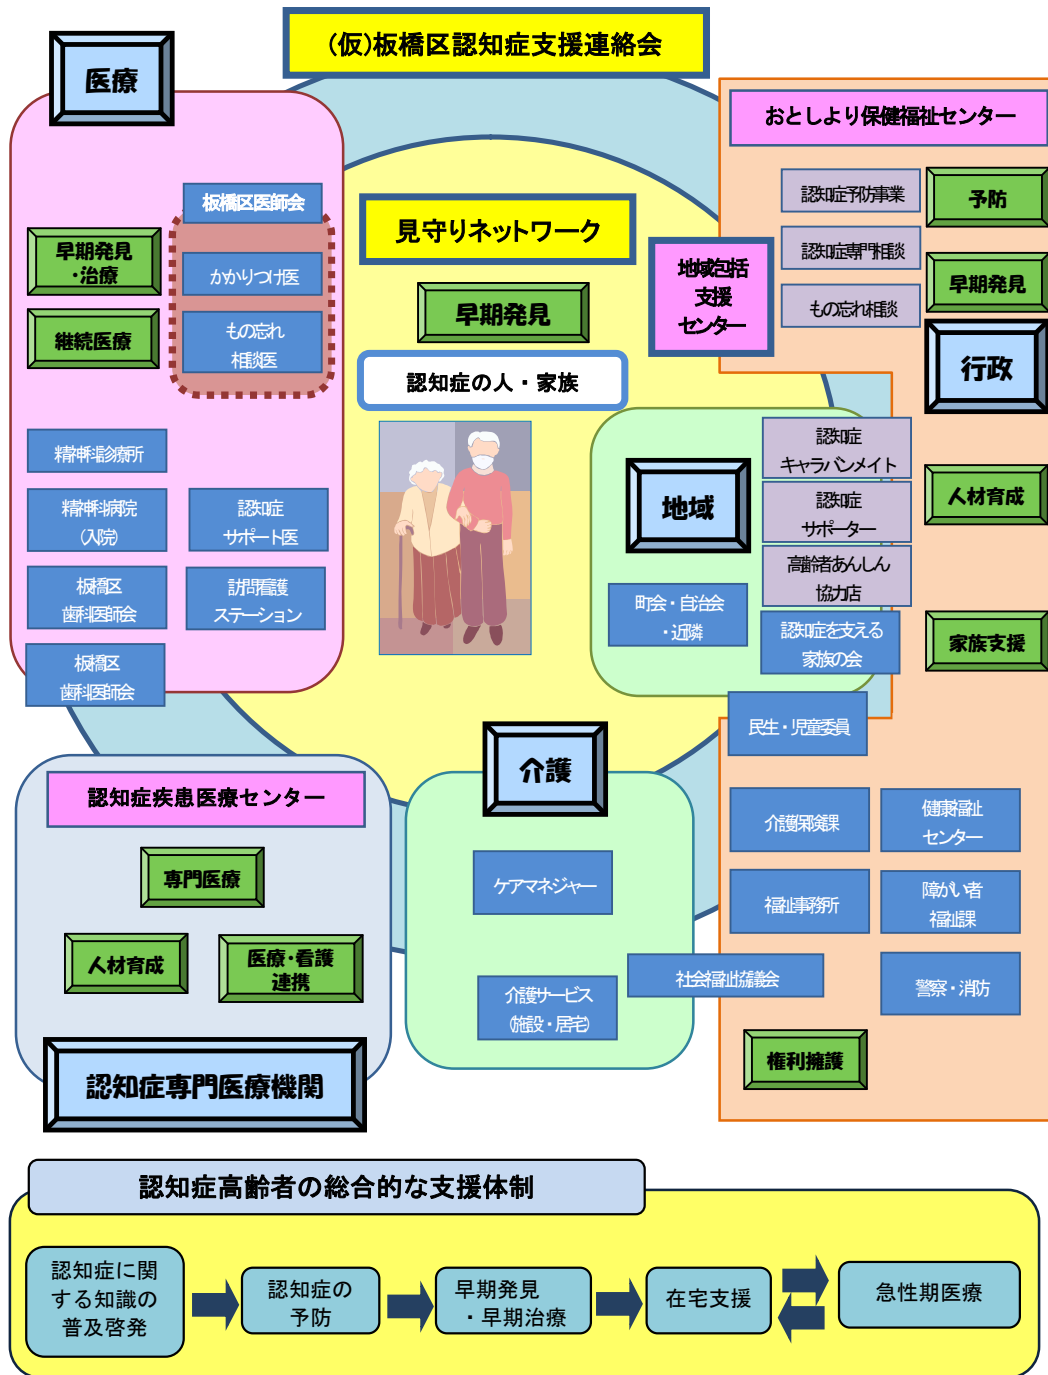 (仮)板橋区認知症支援連絡会
医療
板橋区医師会
早期発見
・治療
かかりつけ医
継続医療
もの忘れ
相談医
精神科診療所
精神科病院
(入院)
認知症
サポート医
板橋区
歯科医師会
訪問看護
ステーション
板橋区
歯科医師会
見守りネットワーク
早期発見
認知症の人・家族
おとしより保健福祉センター
認知症予防事業
予防
地域包括
支援
センター
認知症専門相談
早期発見
もの忘れ相談
行政
地域
認知症
キャラバンメイト
認知症
サポーター
人材育成
高齢者あんしん
協力店
町会・自治会
・近隣
認知症を支える
家族の会
家族支援
民生・児童委員
介護保険課
健康福祉
センター
福祉事務所
障がい者
福祉課
社会福祉協議会
警察・消防
権利擁護
介護
ケアマネジャー
介護サービス
(施設・居宅)
認知症疾患医療センター
専門医療
人材育成
医療・看護
連携
認知症専門医療機関
認知症高齢者の総合的な支援体制
認知症に関
する知識の
普及啓発
認知症の
予防
早期発見
・早期治療
在宅支援
急性期医療